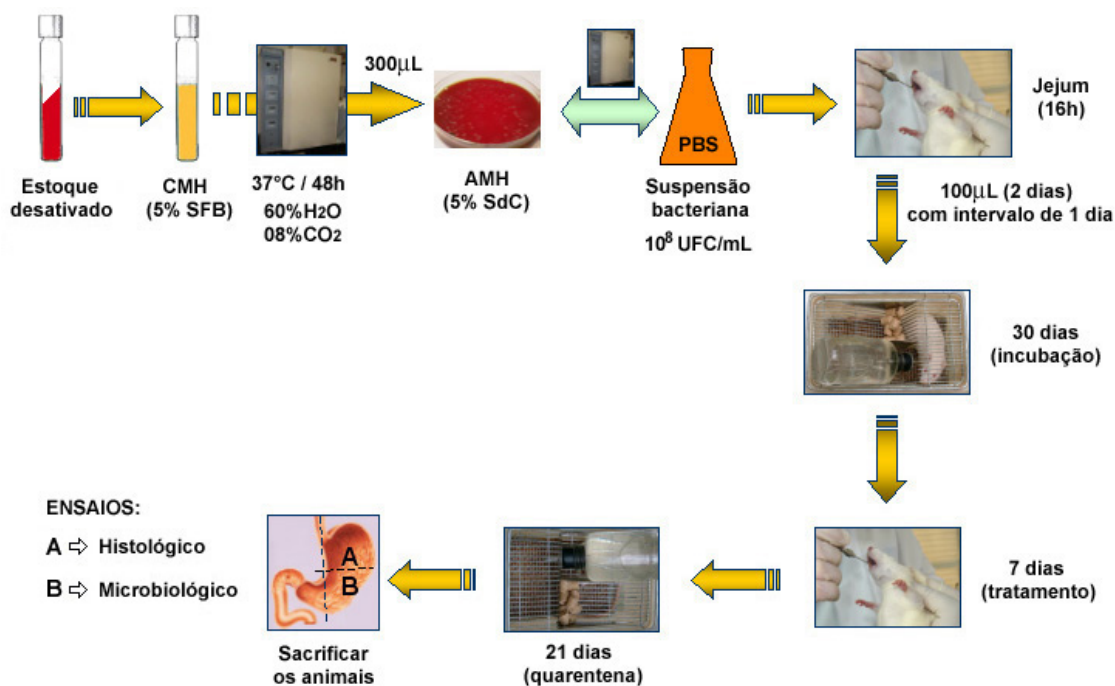 Estoque
desativado
CMH
(5% SFB)
37°C / 48h
60%H₂O
08%CO₂
300μL
AMH
(5% SdC)
PBS
Suspensão
bacteriana
10⁸ UFC/mL
Jejum
(16h)
100μL (2 dias)
com intervalo de 1 dia
30 dias
(incubação)
7 dias
(tratamento)
21 dias
(quarentena)
A
B
Sacrificar
os animais
ENSAIOS:
A ⇨ Histológico
B ⇨ Microbiológico